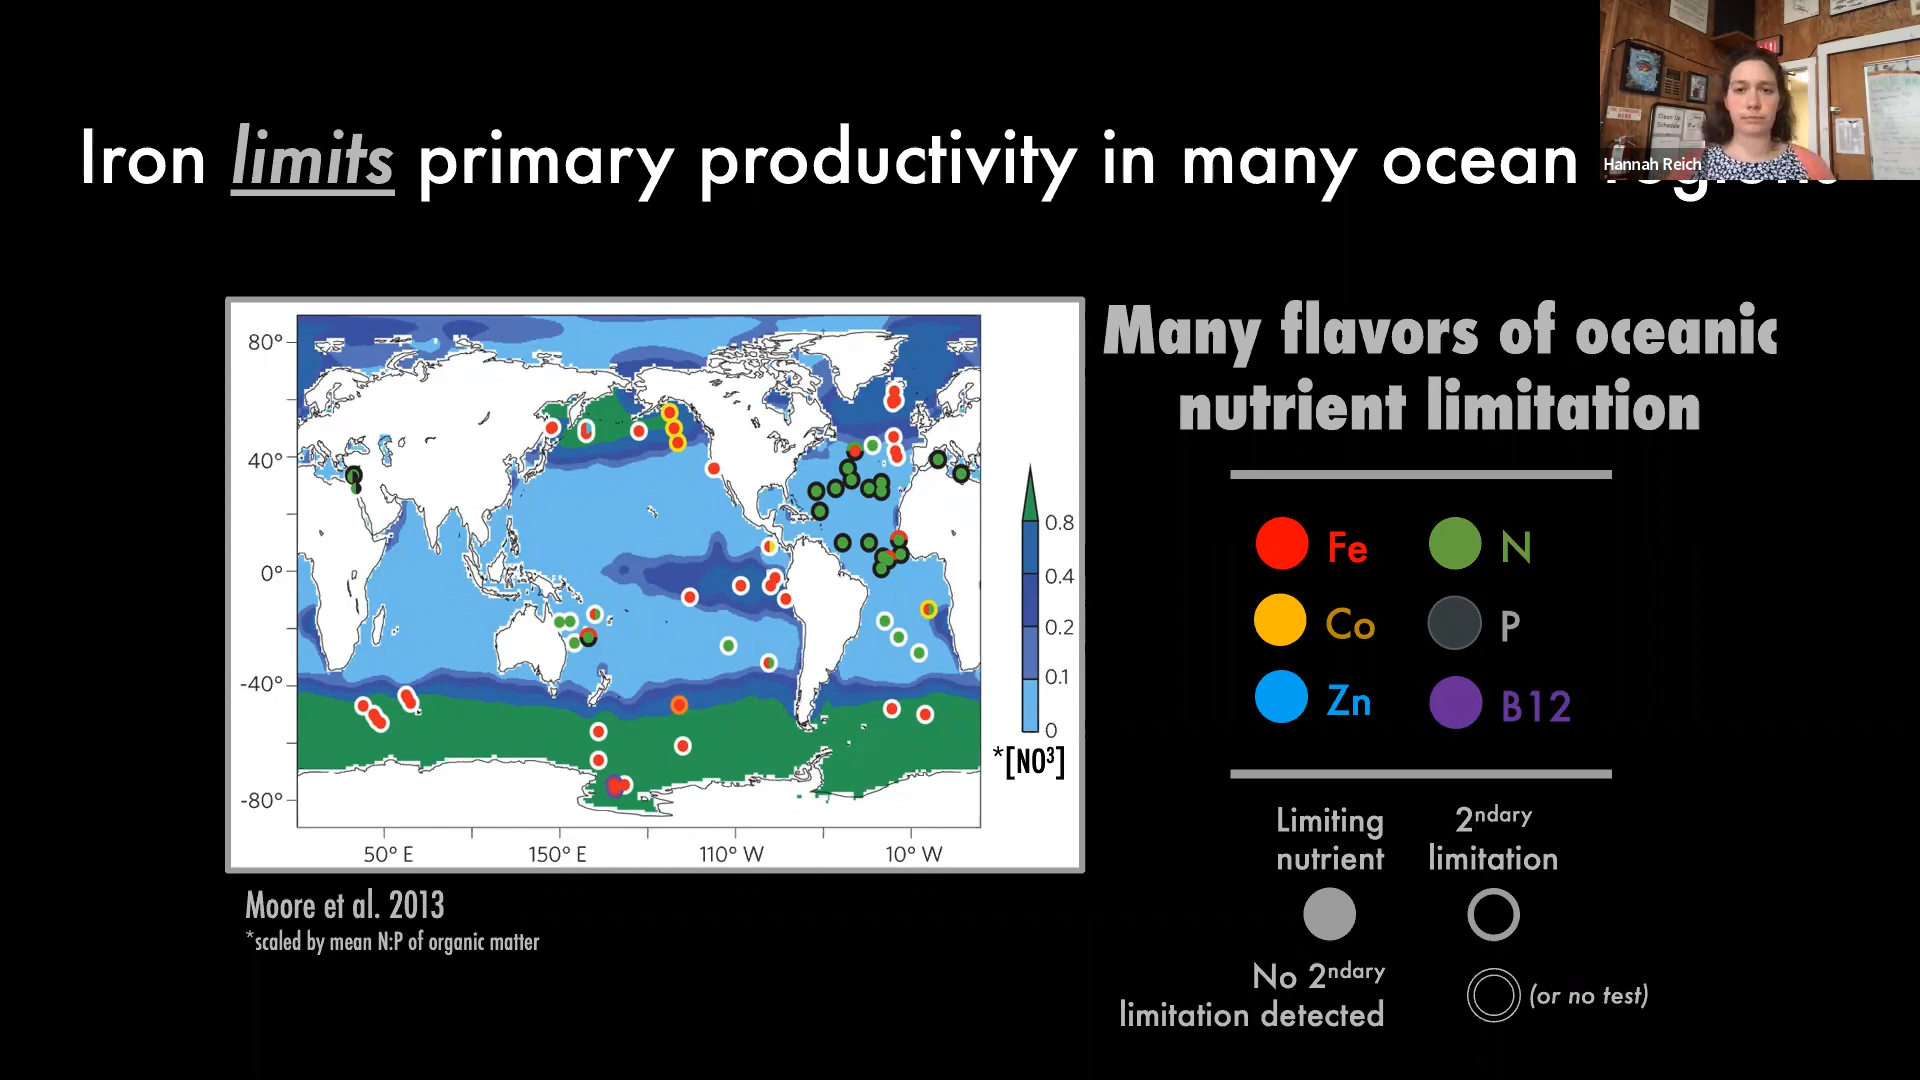 Iron limits primary productivity in many ocean regions
Hannah Reich
Clean Up
Schedule
Many flavors of oceanic
nutrient limitation
80°
40°
0°
-40°
-80°
50° E
150° E
110° W
10° W
0.8
0.4
0.2
0.1
0
*[NO³]
Moore et al. 2013
*scaled by mean N:P of organic matter
Fe
N
Co
P
Zn
B12
Limiting
nutrient
2ndary
limitation
No 2ndary
limitation detected
(or no test)